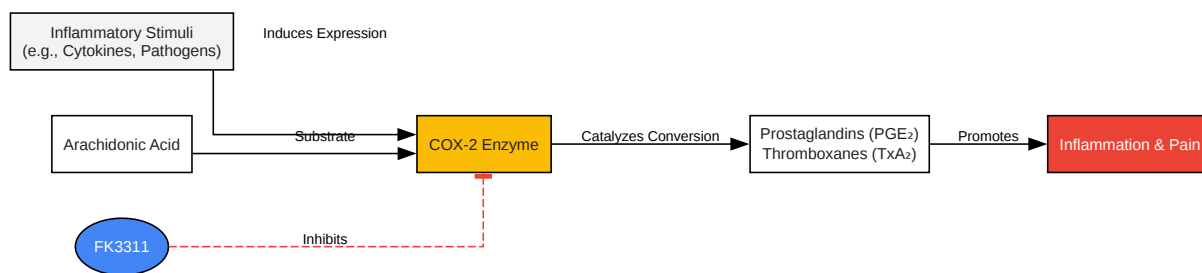 Inflammatory Stimuli
(e.g., Cytokines, Pathogens)
Induces Expression
Arachidonic Acid
Substrate
COX-2 Enzyme
Catalyzes Conversion
Prostaglandins (PGE₂)
Thromboxanes (TxA₂)
Promotes
Inflammation & Pain
FK3311
Inhibits